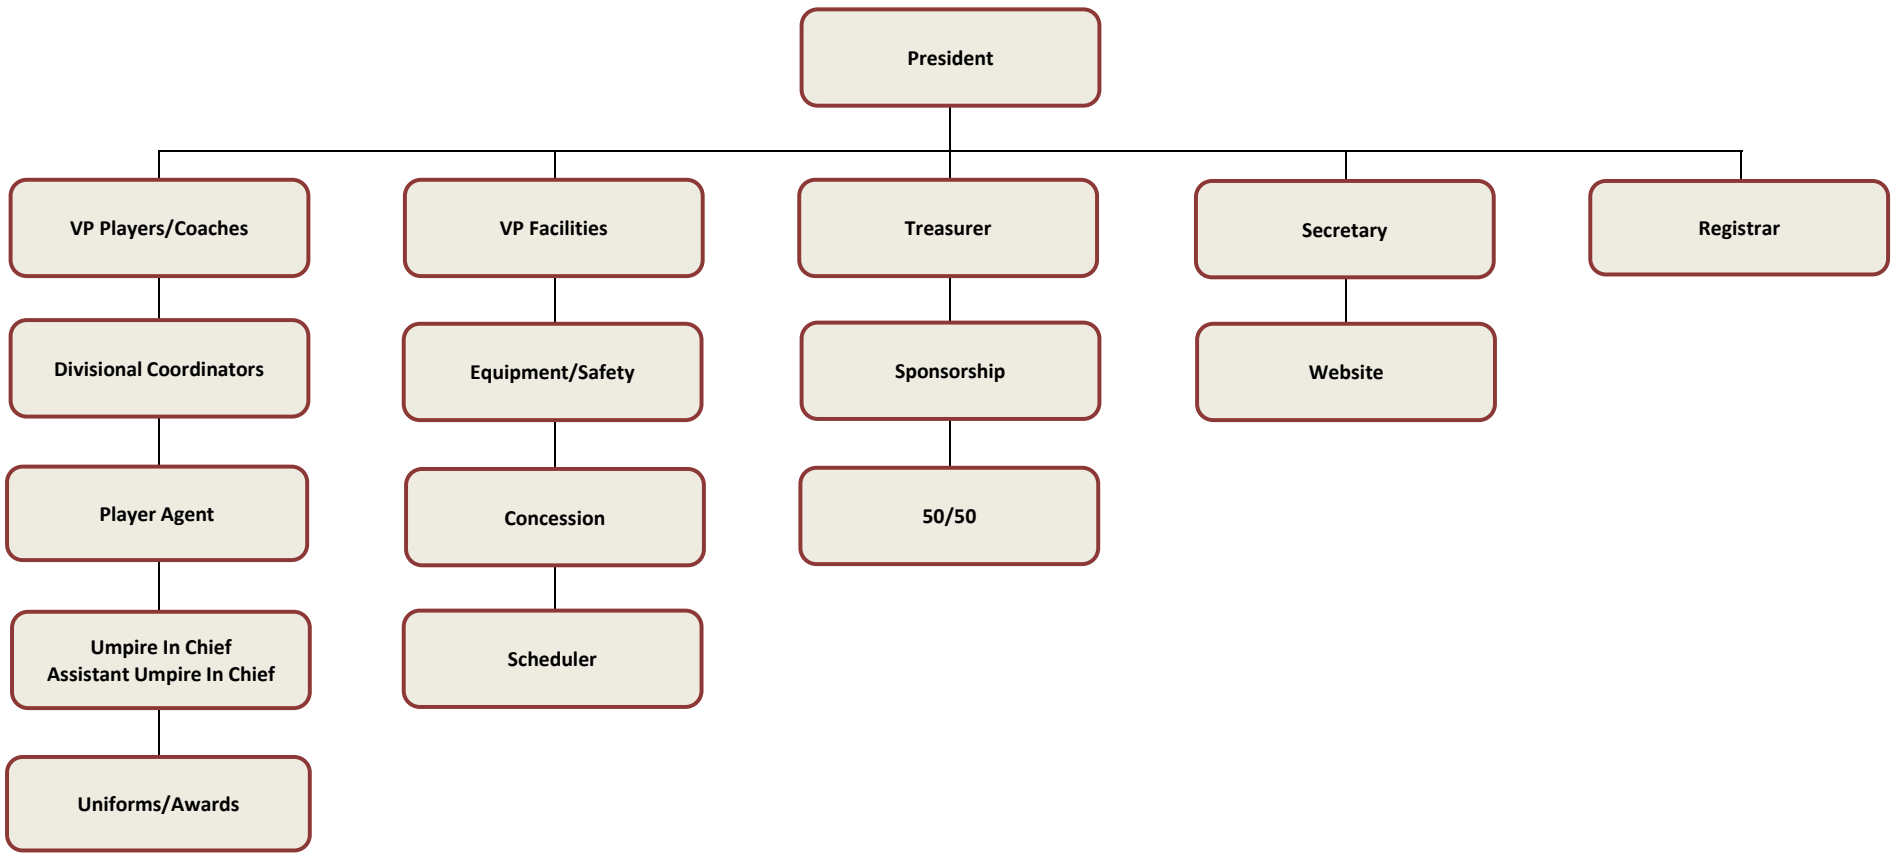 President
VP Players/Coaches
VP Facilities
Treasurer
Secretary
Registrar
Divisional Coordinators
Equipment/Safety
Sponsorship
Website
Player Agent
Concession
50/50
Umpire In Chief
Assistant Umpire In Chief
Scheduler
Uniforms/Awards